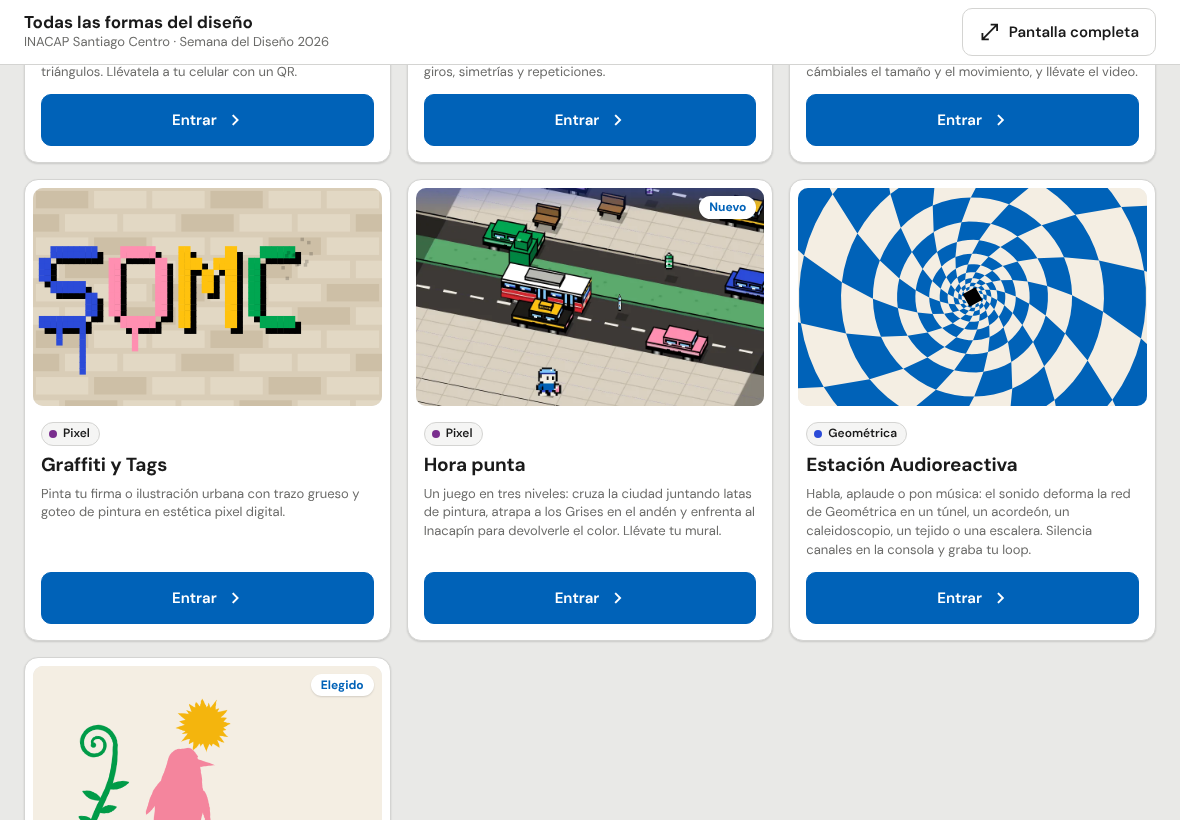 Todas las formas del diseño
INACAP Santiago Centro · Semana del Diseño 2026
Pantalla completa
triángulos. Llévatela a tu celular con un QR.
giros, simetrías y repeticiones.
cámbiales el tamaño y el movimiento, y llévate el video.
Entrar
Entrar
Entrar
SOMC
Nuevo
Pixel
Graffiti y Tags
Pinta tu firma o ilustración urbana con trazo grueso y
goteo de pintura en estética pixel digital.
Entrar
Pixel
Hora punta
Un juego en tres niveles: cruza la ciudad juntando latas
de pintura, atrapa a los Grises en el andén y enfrenta al
Inacapín para devolverle el color. Llévate tu mural.
Entrar
Geométrica
Estación Audioreactiva
Habla, aplaude o pon música: el sonido deforma la red
de Geométrica en un túnel, un acordeón, un
caleidoscopio, un tejido o una escalera. Silencia
canales en la consola y graba tu loop.
Entrar
Elegido